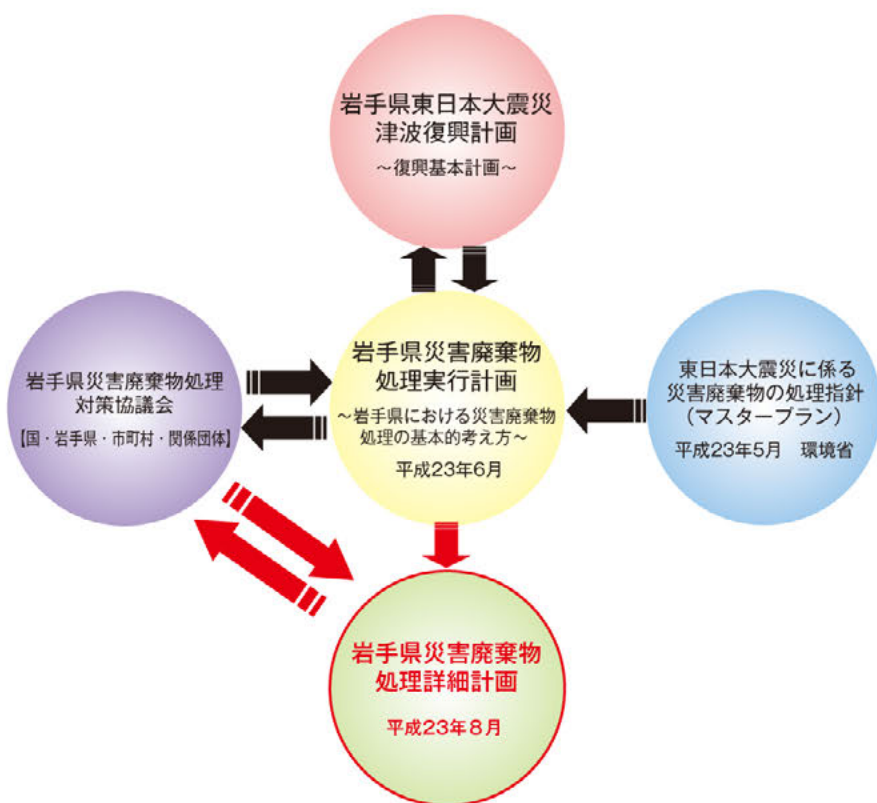 岩手県東日本大震災
津波復興計画
～復興基本計画～
岩手県災害廃棄物処理
対策協議会
【国・岩手県・市町村・関係団体】
岩手県災害廃棄物
処理実行計画
～岩手県における災害廃棄物
処理の基本的考え方～
平成23年6月
東日本大震災に係る
災害廃棄物の処理指針
（マスタープラン）
平成23年5月　環境省
岩手県災害廃棄物
処理詳細計画
平成23年8月